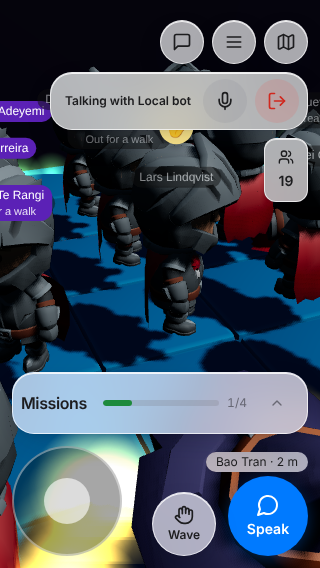 Talking with Local bot
Adeyemi
Out for a walk
rreira
Lars Lindqvist
19
Te Rangi
r a walk
Missions
1/4
Bao Tran · 2 m
Wave
Speak